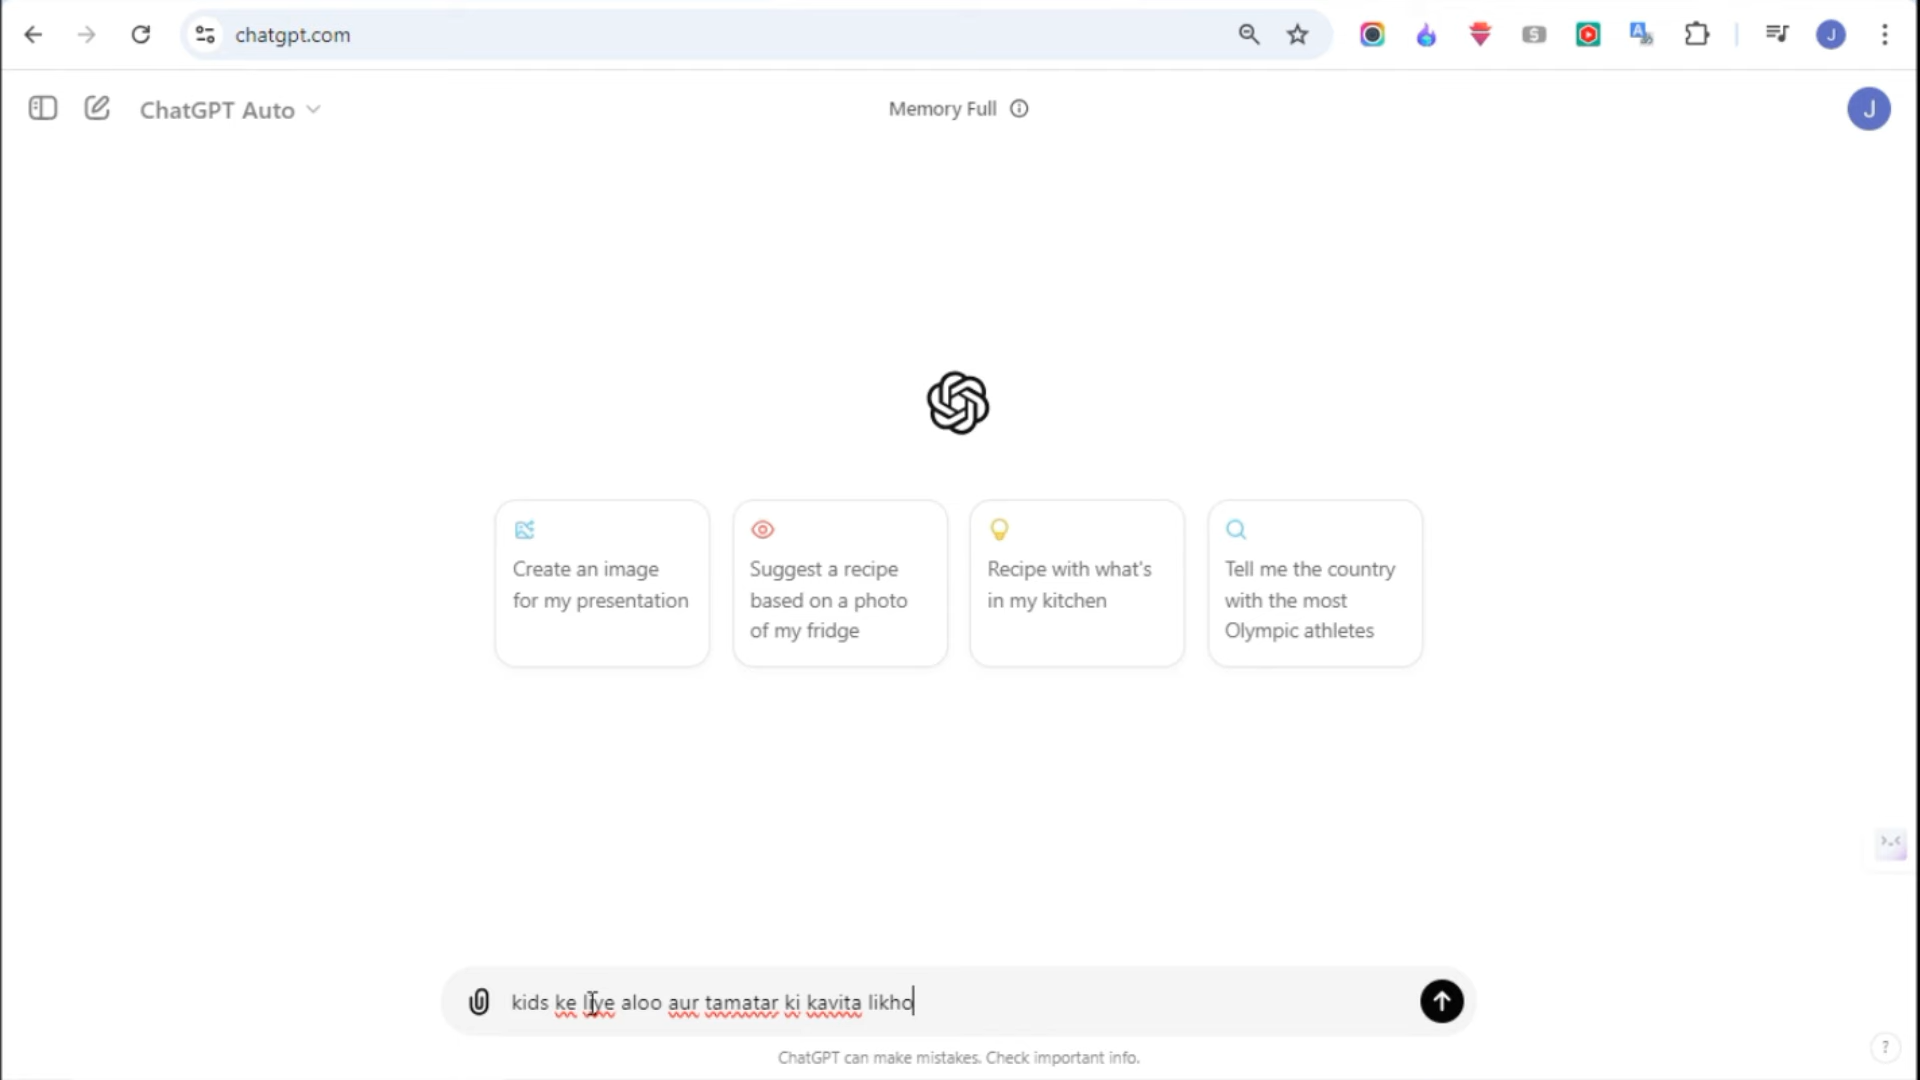 chatgpt.com
S
J
ChatGPT Auto
Memory Full
J
Create an image
for my presentation
Suggest a recipe
based on a photo
of my fridge
Recipe with what's
in my kitchen
Tell me the country
with the most
Olympic athletes
kids ke liye aloo aur tamatar ki kavita likho
ChatGPT can make mistakes. Check important info.
?